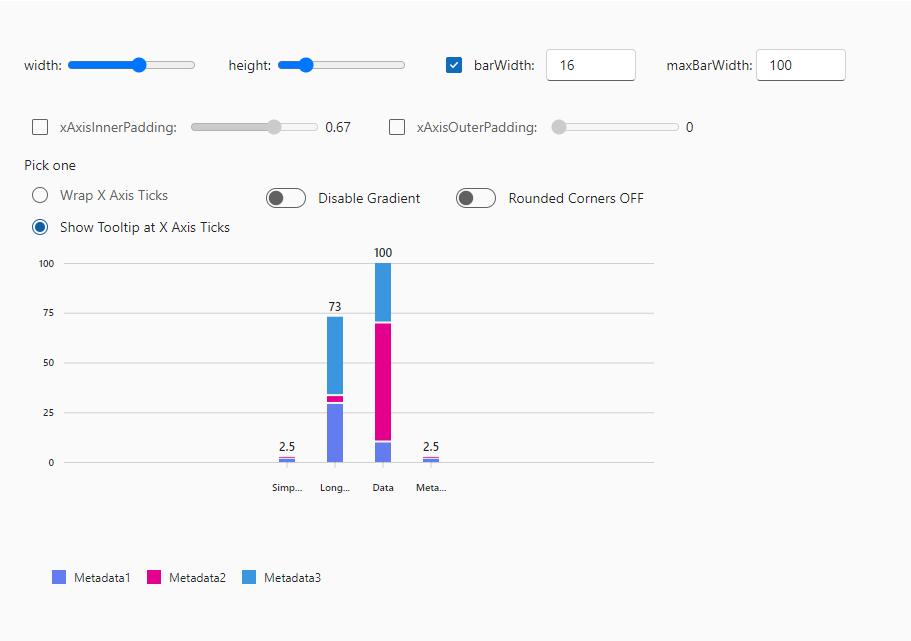 width: height: barWidth: 16 maxBarWidth: 100
xAxisInnerPadding: 0.67 xAxisOuterPadding: 0
Pick one
Wrap X Axis Ticks Disable Gradient Rounded Corners OFF
Show Tooltip at X Axis Ticks
100
100
73
75
50
25
2.5 2.5
0
Simp... Long... Data Meta...
Metadata1 Metadata2 Metadata3